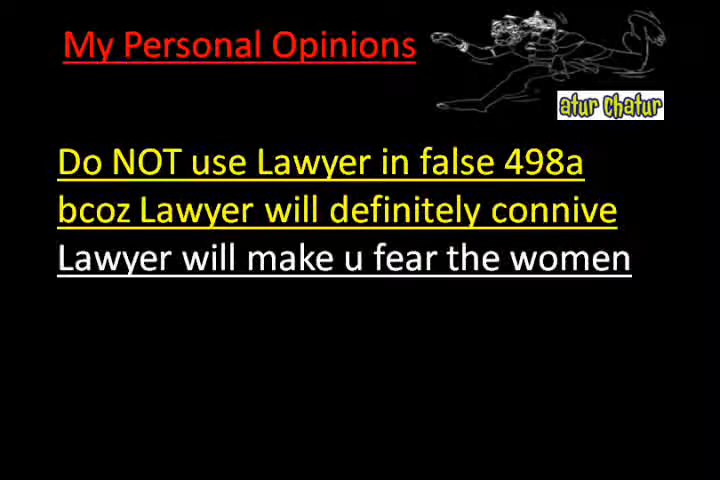 My Personal Opinions
atur chatur
Do NOT use Lawyer in false 498a
bcoz Lawyer will definitely connive
Lawyer will make u fear the women